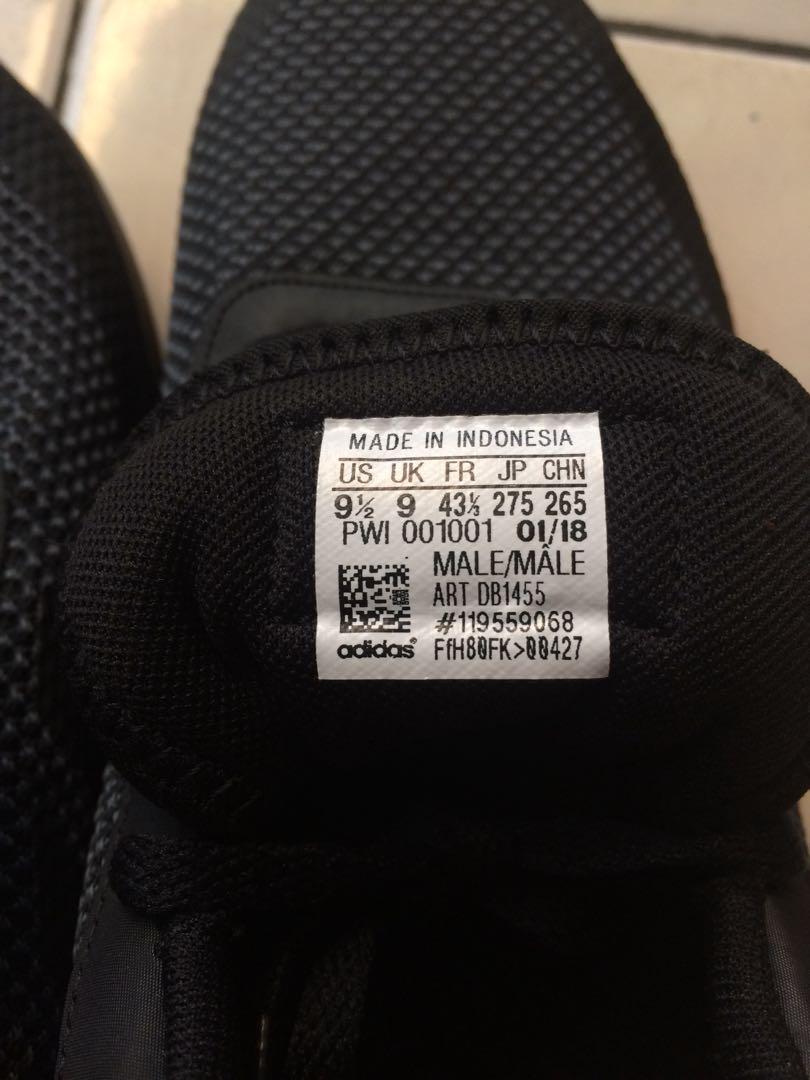 MADE IN INDONESIA
US UK FR JP CHN
9½ 9 43⅓ 275 265
PWI 001001 01/18
MALE/MÂLE
ART DB1455
#119559068
adidas® FfH80FK>00427